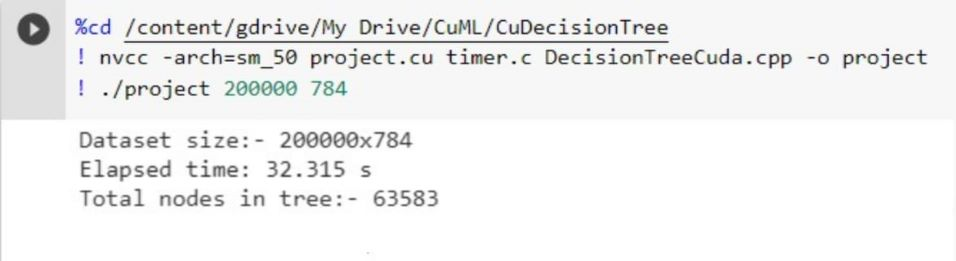 %cd /content/gdrive/My Drive/CuML/CuDecisionTree
! nvcc -arch=sm_50 project.cu timer.c DecisionTreeCuda.cpp -o project
! ./project 200000 784
Dataset size:- 200000x784
Elapsed time: 32.315 s
Total nodes in tree:- 63583